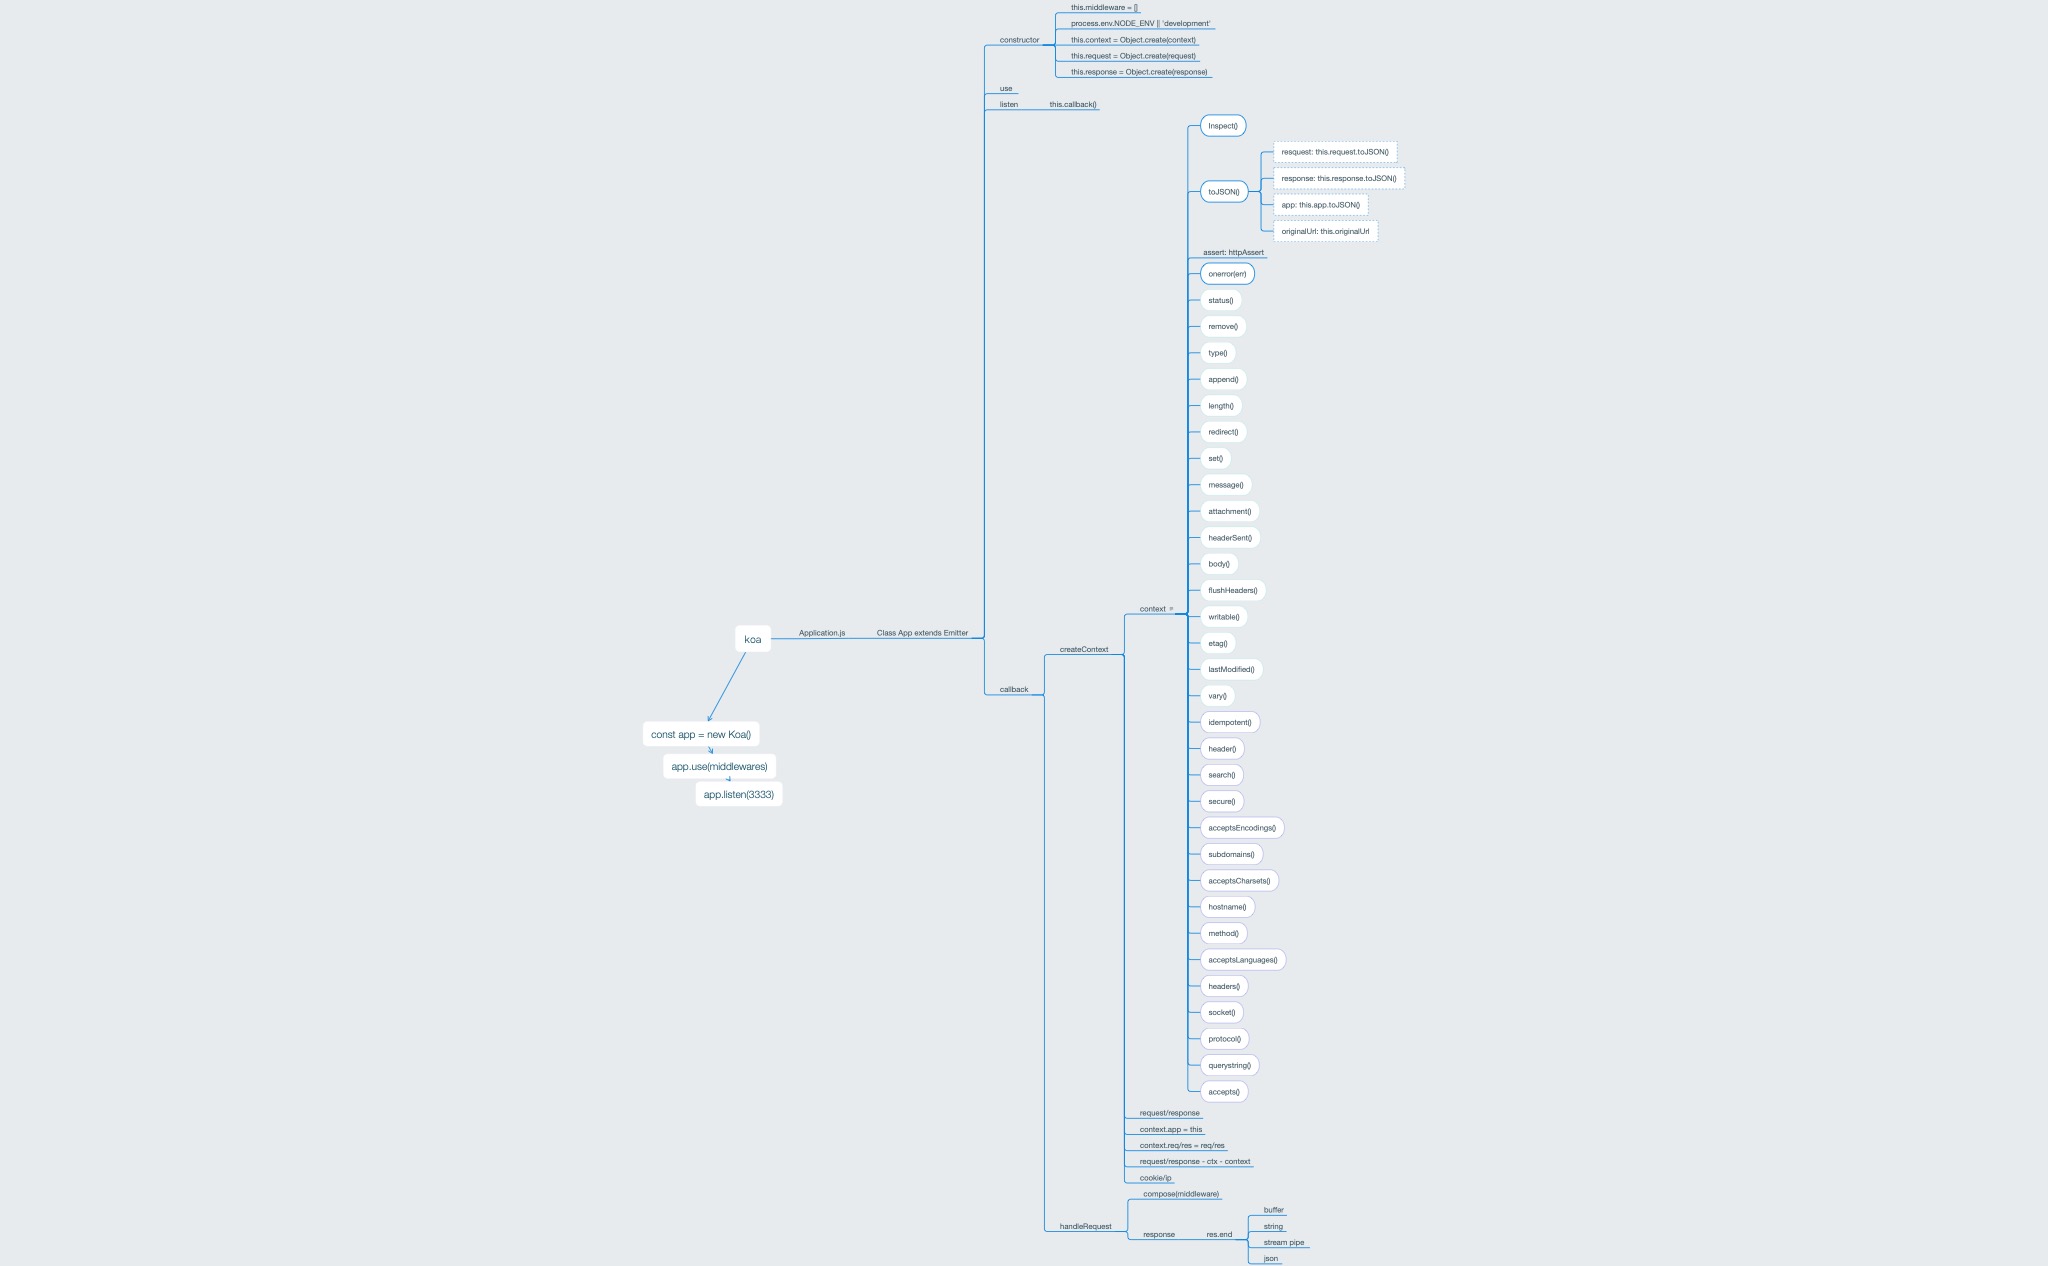 this.middleware = []
process.env.NODE_ENV || 'development'
constructor
this.context = Object.create(context)
this.request = Object.create(request)
this.response = Object.create(response)
use
listen
this.callback()
Inspect()
toJSON()
resquest: this.request.toJSON()
response: this.response.toJSON()
app: this.app.toJSON()
originalUrl: this.originalUrl
assert: httpAssert
onerror(err)
status()
remove()
type()
append()
length()
redirect()
set()
message()
attachment()
headerSent()
body()
flushHeaders()
context =
writable()
koa
Application.js
Class App extends Emitter
etag()
createContext
lastModified()
callback
vary()
idempotent()
const app = new Koa()
header()
app.use(middlewares)
search()
app.listen(3333)
secure()
acceptsEncodings()
subdomains()
acceptsCharsets()
hostname()
method()
acceptsLanguages()
headers()
socket()
protocol()
querystring()
accepts()
request/response
context.app = this
context.req/res = req/res
request/response - ctx - context
cookie/ip
compose(middleware)
handleRequest
response
res.end
buffer
string
stream pipe
json